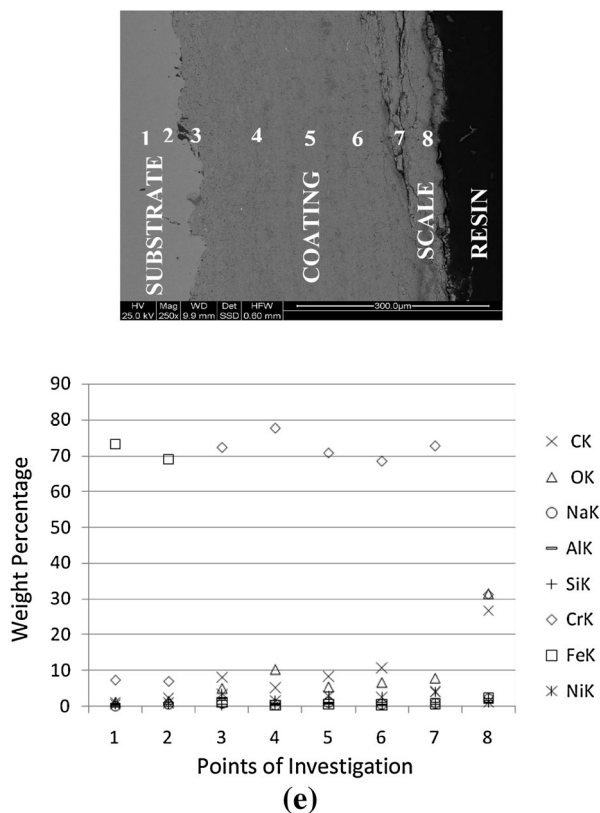 1 2 3 4 5 6 7 8
SUBSTRATE COATING SCALE RESIN
HV Mag WD Det HFW
25.0 kV 250x 9.9 mm SSD 0.60 mm 300.0µm
90
80
70
60
50
40
30
20
10
0
Weight Percentage
1 2 3 4 5 6 7 8
Points of Investigation
CK
OK
NaK
AlK
SiK
CrK
FeK
NiK
(e)